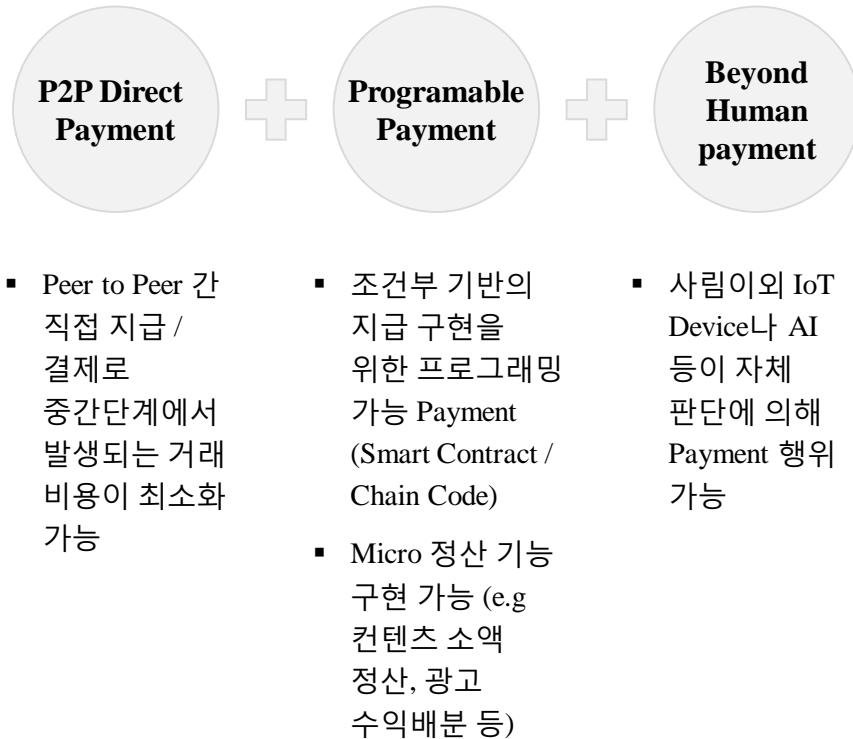 P2P Direct
Payment
Programable
Payment
Beyond
Human
payment
▪ Peer to Peer 간
직접 지급 /
결제로
중간단계에서
발생되는 거래
비용이 최소화
가능
▪ 조건부 기반의
지급 구현을
위한 프로그래밍
가능 Payment
(Smart Contract /
Chain Code)
▪ Micro 정산 기능
구현 가능 (e.g
컨텐츠 소액
정산, 광고
수익배분 등)
▪ 사림이외 IoT
Device나 AI
등이 자체
판단에 의해
Payment 행위
가능